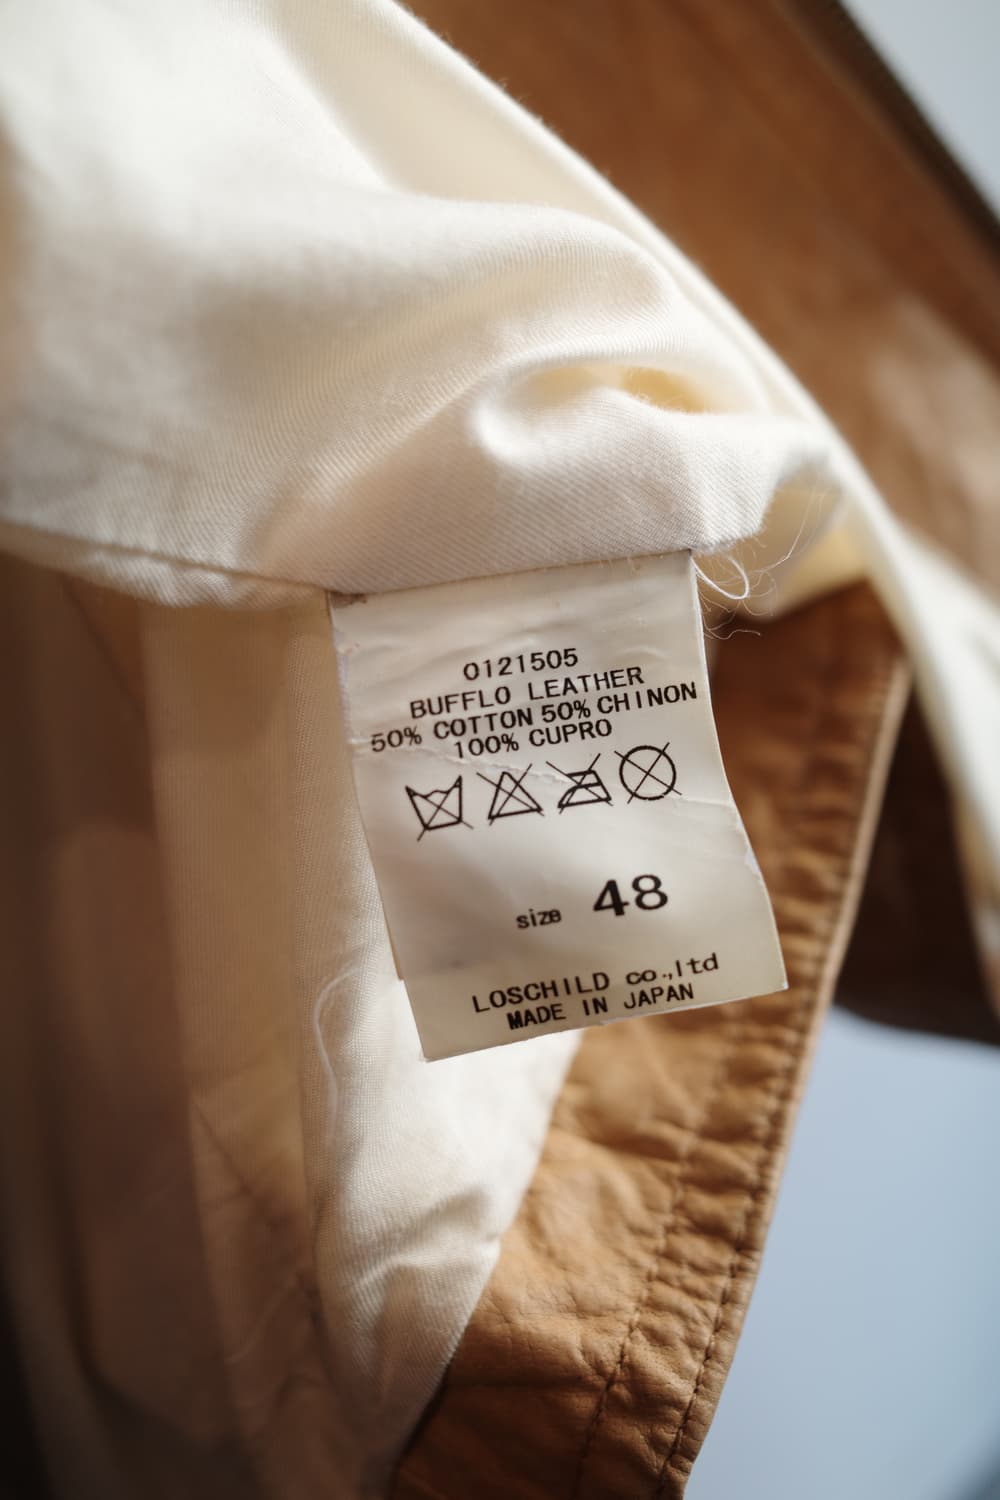 0121505
BUFFLO LEATHER
50% COTTON 50% CHINON
100% CUPRO
size 48
LOSCHILD co.,ltd
MADE IN JAPAN